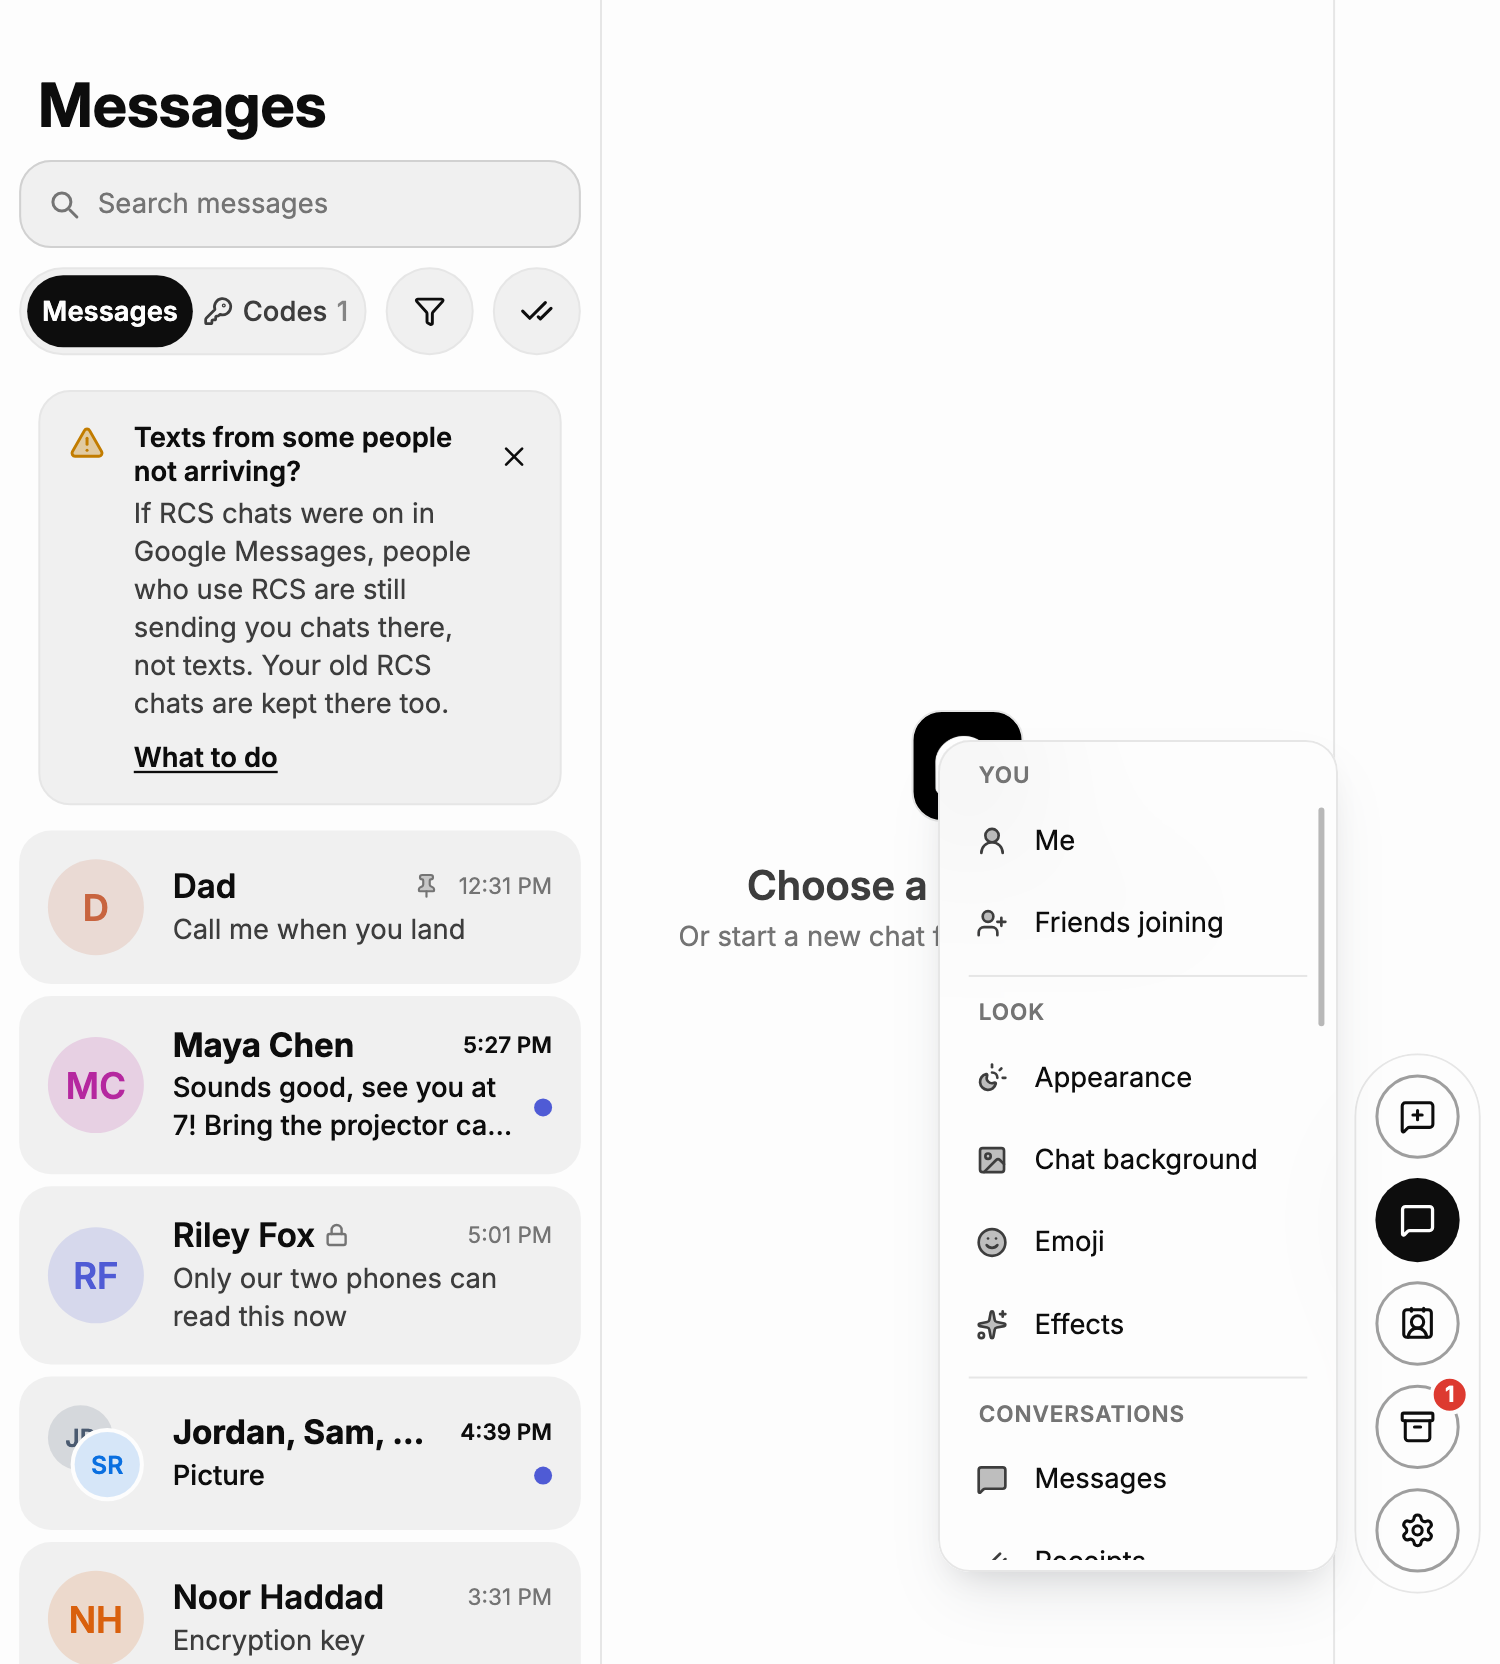 Messages
Search messages
Messages
Codes 1
Texts from some people
not arriving?
If RCS chats were on in
Google Messages, people
who use RCS are still
sending you chats there,
not texts. Your old RCS
chats are kept there too.
What to do
D
Dad
12:31 PM
Call me when you land
MC
Maya Chen
5:27 PM
Sounds good, see you at
7! Bring the projector ca...
RF
Riley Fox
5:01 PM
Only our two phones can
read this now
SR
Jordan, Sam, ...
4:39 PM
Picture
NH
Noor Haddad
3:31 PM
Encryption key
Choose a
Or start a new chat
YOU
Me
Friends joining
LOOK
Appearance
Chat background
Emoji
Effects
CONVERSATIONS
Messages
Receipts
1